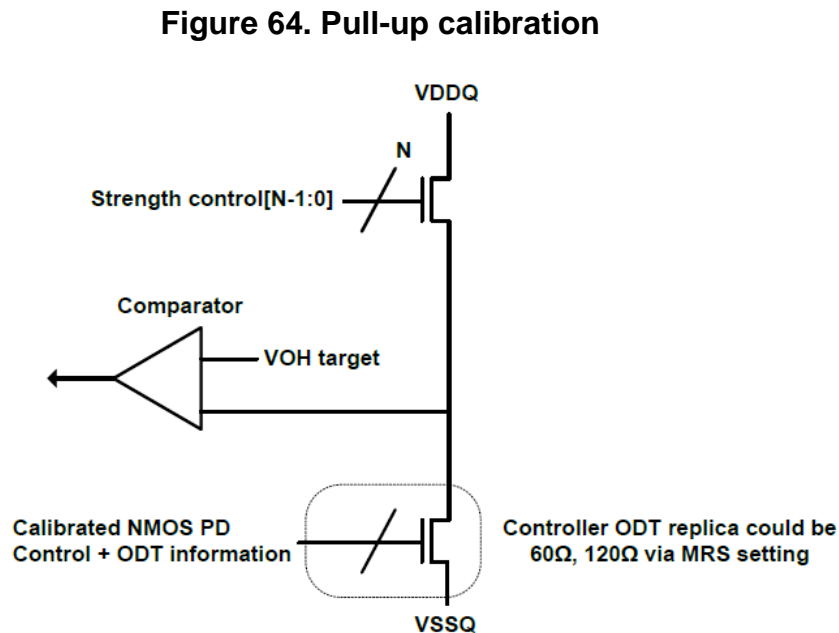 Figure 64. Pull-up calibration
VDDQ
N
Strength control[N-1:0]
Comparator
VOH target
Calibrated NMOS PD
Control + ODT information
Controller ODT replica could be
60Ω, 120Ω via MRS setting
VSSQ